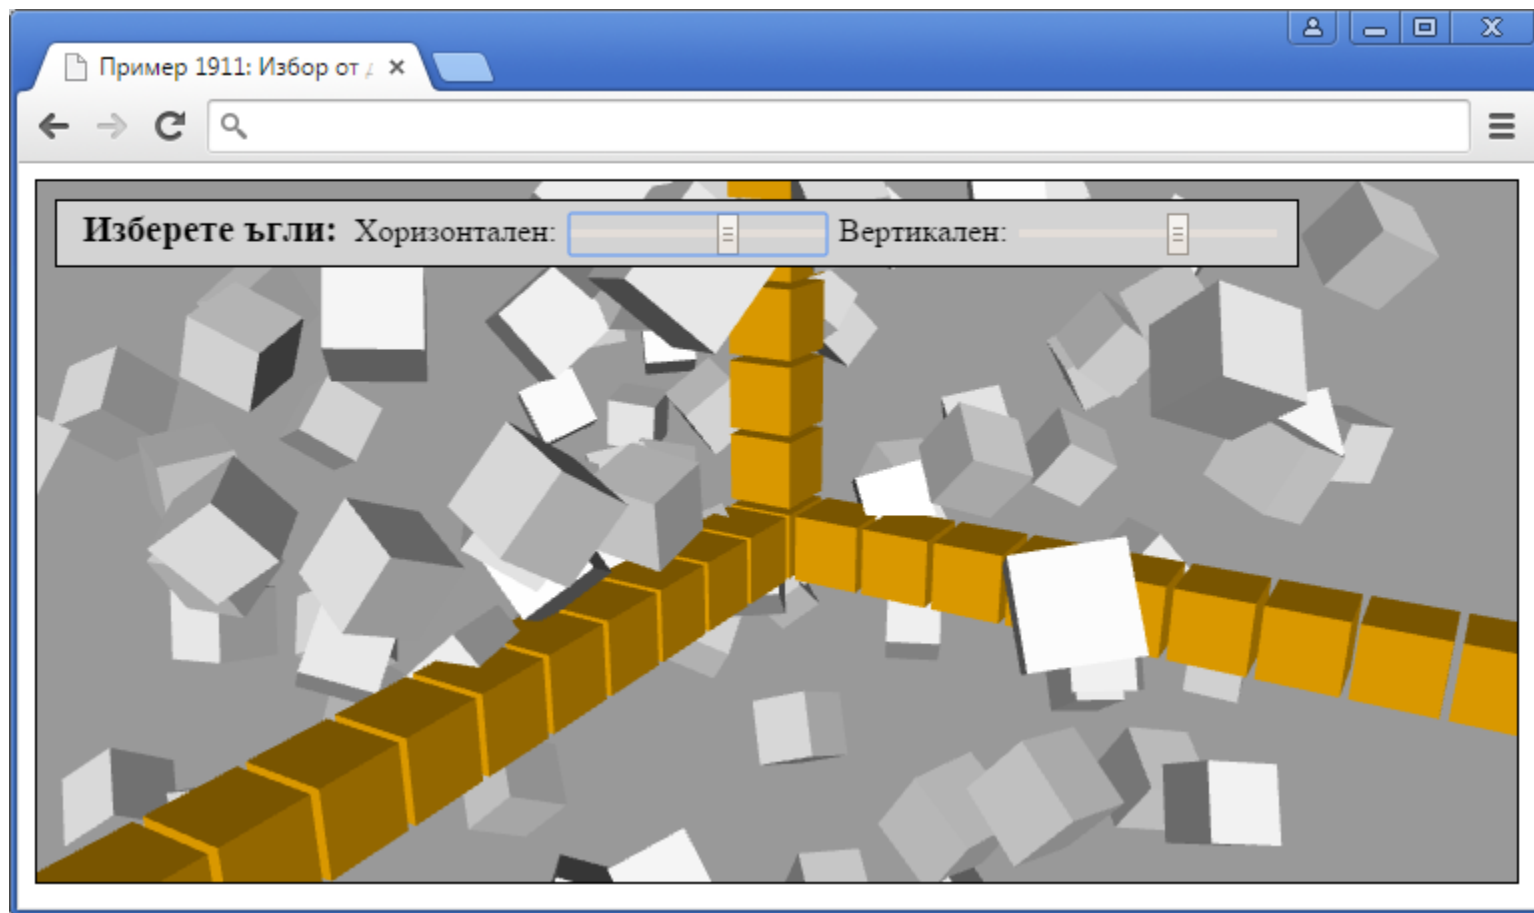 Пример 1911: Избор от
Изберете ъгли: Хоризонтален: Вертикален: